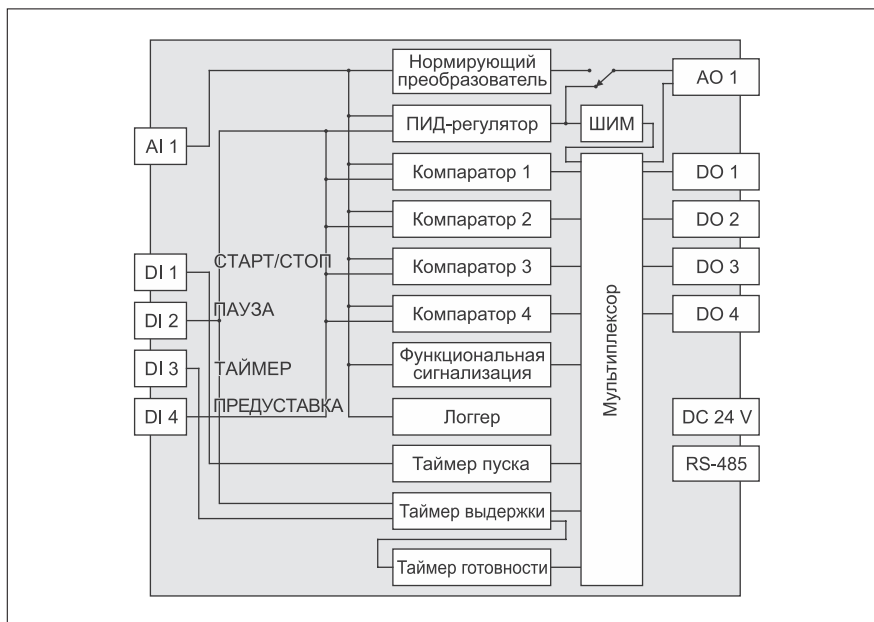 Нормирующий
преобразователь
AO 1
ПИД-регулятор
ШИМ
AI 1
Компаратор 1
DO 1
Компаратор 2
DO 2
СТАРТ/СТОП
DI 1
Компаратор 3
DO 3
ПАУЗА
DI 2
Компаратор 4
DO 4
Мультиплексор
ТАЙМЕР
DI 3
Функциональная
сигнализация
ПРЕДУСТАВКА
DI 4
Логгер
DC 24 V
Таймер пуска
RS-485
Таймер выдержки
Таймер готовности